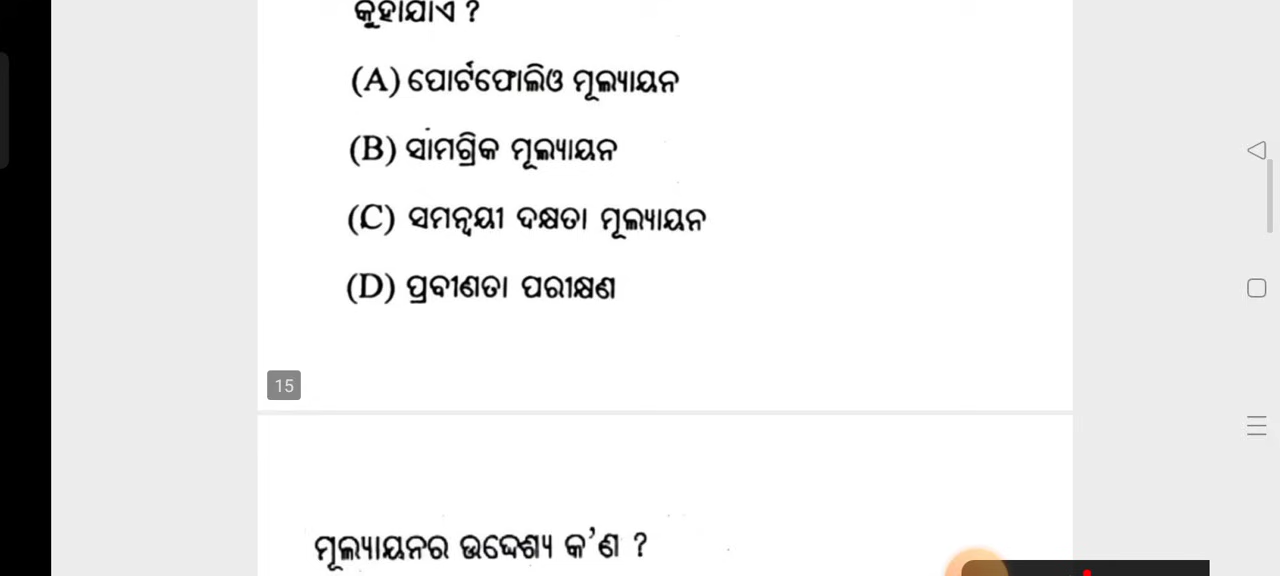 କୁହାଯାଏ ?
(A) ପୋର୍ଟଫୋଲିଓ ମୂଲ୍ୟାୟନ
(B) ସାମଗ୍ରିକ ମୂଲ୍ୟାୟନ
(C) ସମନ୍ୱୟୀ ଦକ୍ଷତା ମୂଲ୍ୟାୟନ
(D) ପ୍ରବୀଣତା ପରୀକ୍ଷଣ
15
ମୂଲ୍ୟାୟନର ଉଦ୍ଦେଶ୍ୟ କ'ଣ ?